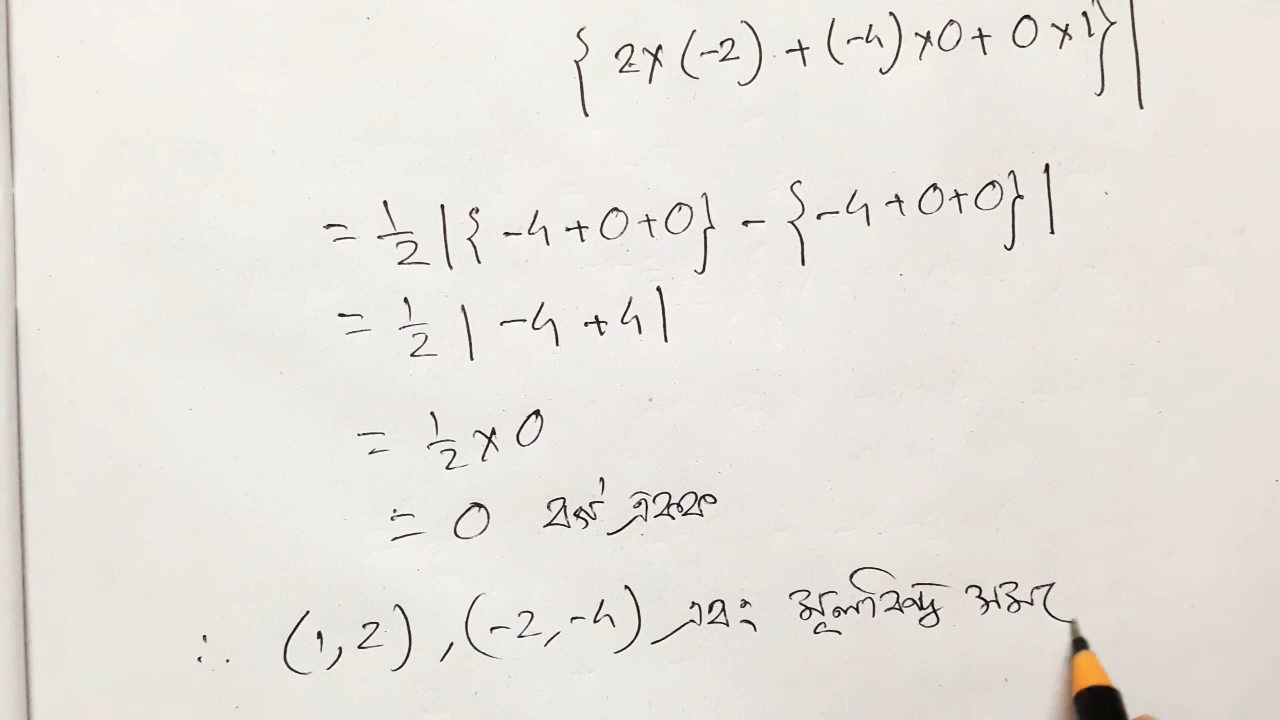 {2×(-2) + (-4)×0 + 0×1}|
= 1/2 |{-4+0+0} - {-4+0+0}|
= 1/2 |-4+4|
= 1/2 × 0
= 0 বর্গ একক
∴ (1,2), (-2,-4) এবং মূলবিন্দু সমর